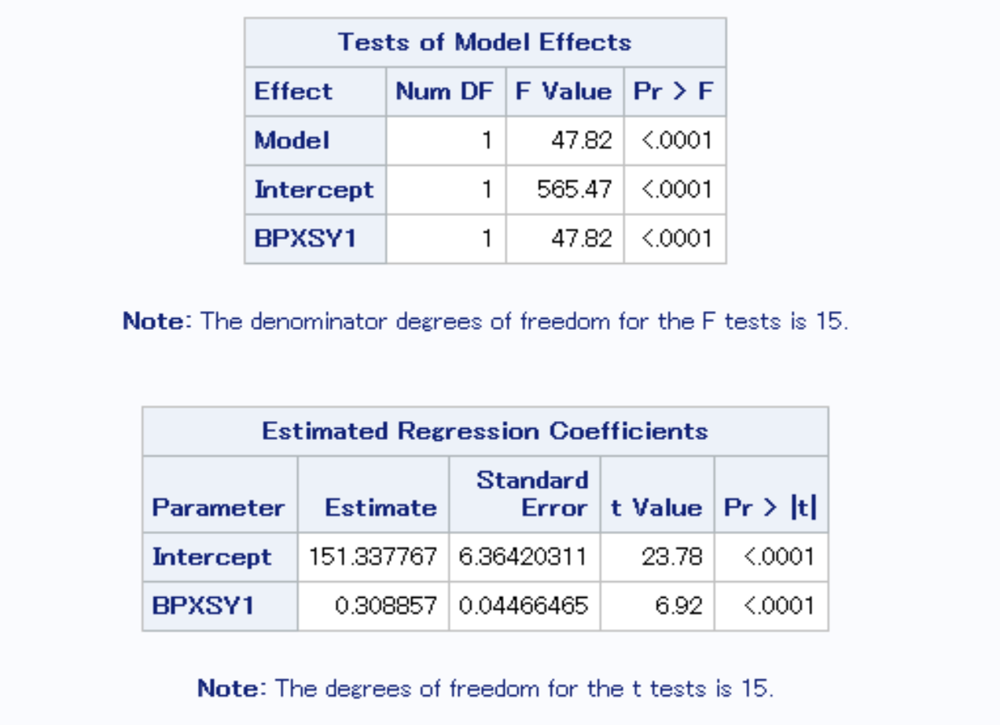 Tests of Model Effects
Effect Num DF F Value Pr > F
Model 1 47.82 <.0001
Intercept 1 565.47 <.0001
BPXSY1 1 47.82 <.0001
Note: The denominator degrees of freedom for the F tests is 15.
Estimated Regression Coefficients
Parameter Estimate Standard Error t Value Pr > |t|
Intercept 151.337767 6.36420311 23.78 <.0001
BPXSY1 0.308857 0.04466465 6.92 <.0001
Note: The degrees of freedom for the t tests is 15.